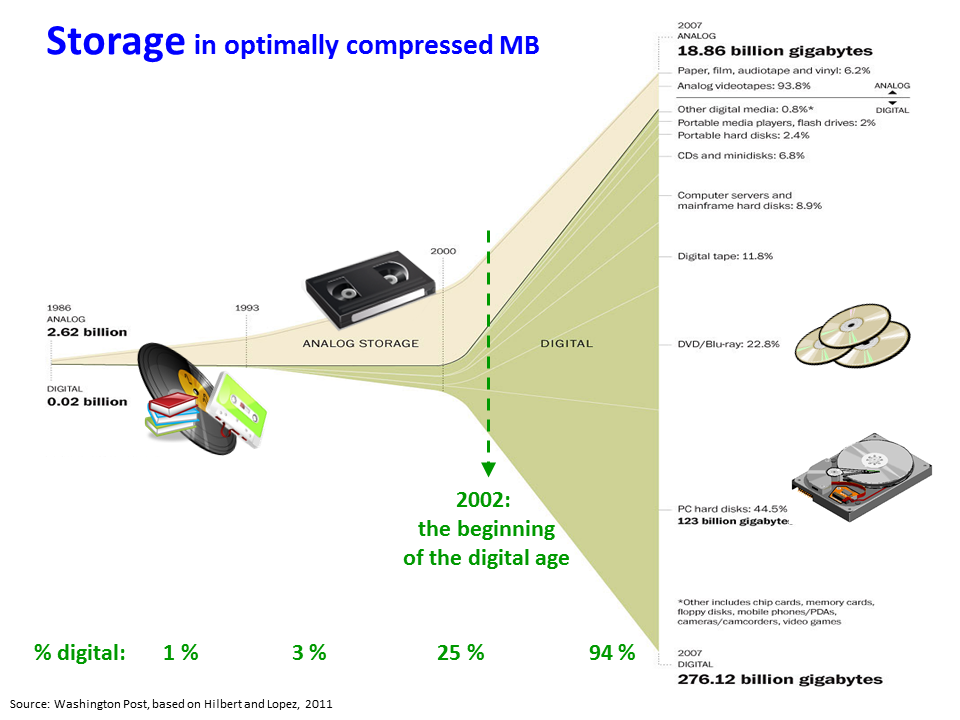 Storage in optimally compressed MB
2007
ANALOG
18.86 billion gigabytes
Paper, film, audiotape and vinyl: 6.2%
Analog videotapes: 93.8%
ANALOG
DIGITAL
Other digital media: 0.8%*
Portable media players, flash drives: 2%
Portable hard disks: 2.4%
CDs and minidisks: 6.8%
Computer servers and
mainframe hard disks: 8.9%
Digital tape: 11.8%
2000
1986
ANALOG
2.62 billion
1993
ANALOG STORAGE
DIGITAL
DVD/Blu-ray: 22.8%
DIGITAL
0.02 billion
2002:
the beginning
of the digital age
PC hard disks: 44.5%
123 billion gigabyte
*Other includes chip cards, memory cards,
floppy disks, mobile phones/PDAs,
cameras/camcorders, video games
% digital: 1 % 3 % 25 % 94 %
2007
DIGITAL
276.12 billion gigabytes
Source: Washington Post, based on Hilbert and Lopez, 2011